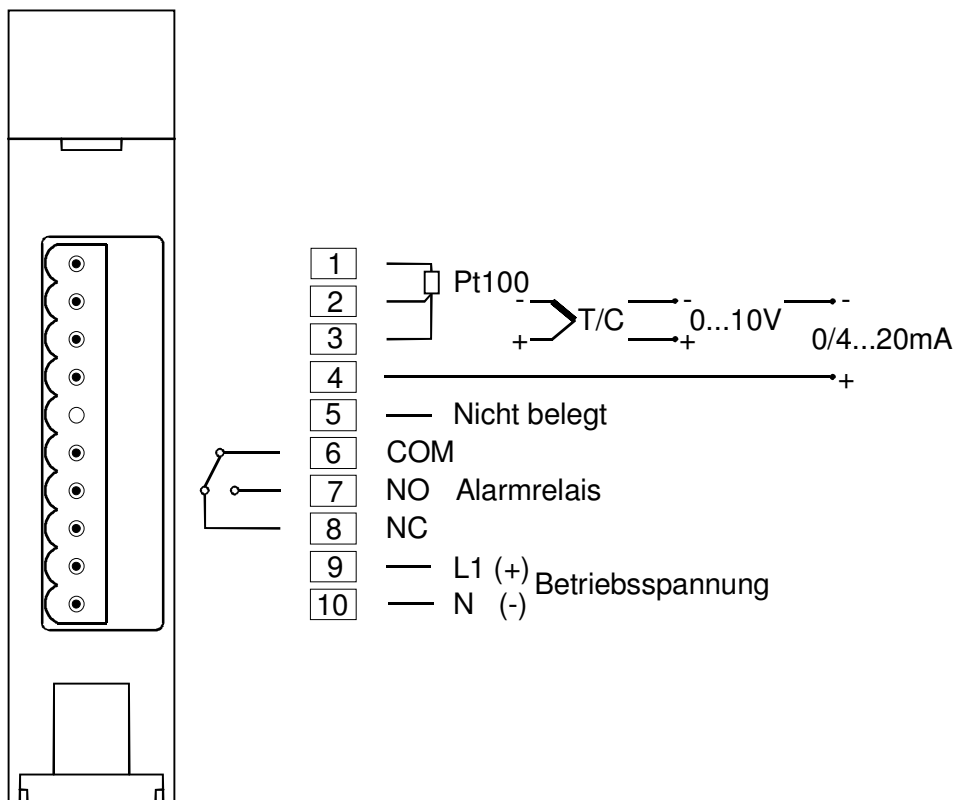 1
2
3
4
5
6
7
8
9
10
Pt100
-
+
T/C
-
+
0...10V
-
0/4...20mA
+
Nicht belegt
COM
NO Alarmrelais
NC
L1 (+)
N (-)
Betriebsspannung